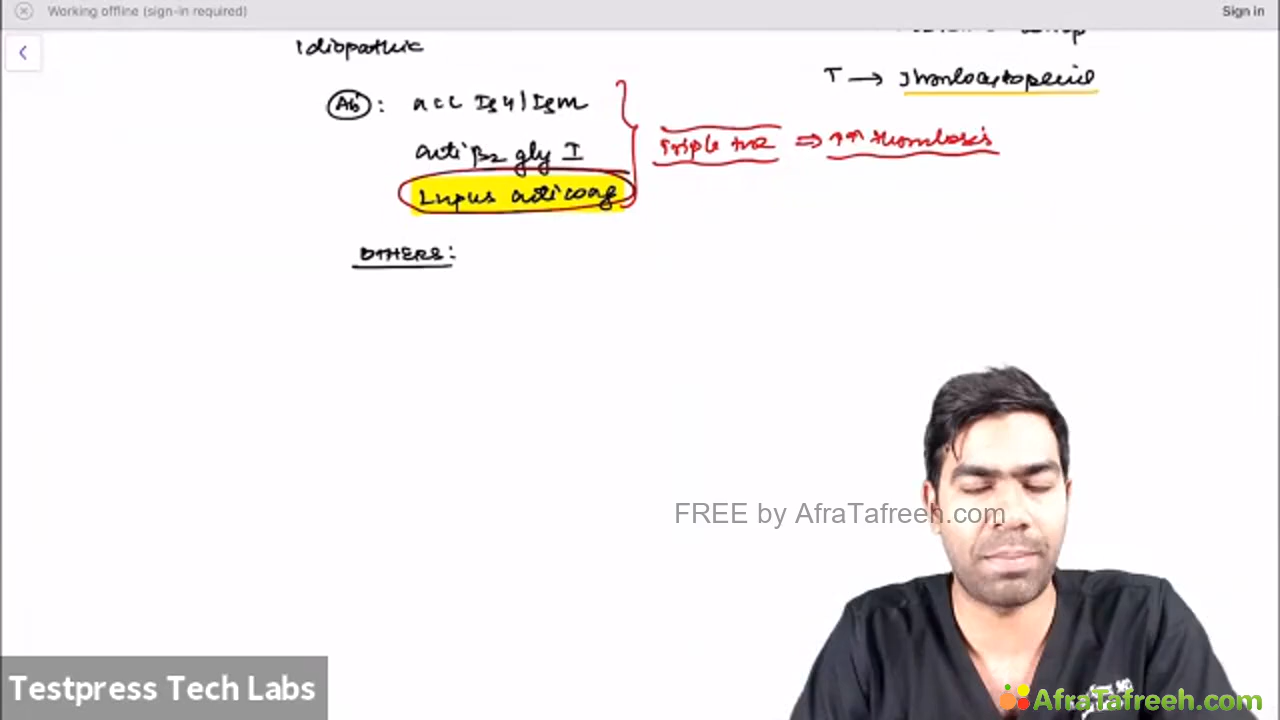 Working offline (sign-in required)
Sign in
Idiopathic
T → Thrombocytopenia
Ab : aCL IgG/IgM
anti β2 gly I
Triple +ve ⇒ ↑↑ thrombosis
Lupus anticoag
OTHERS:
FREE by AfraTafreeh.com
Testpress Tech Labs
AfraTafreeh.com